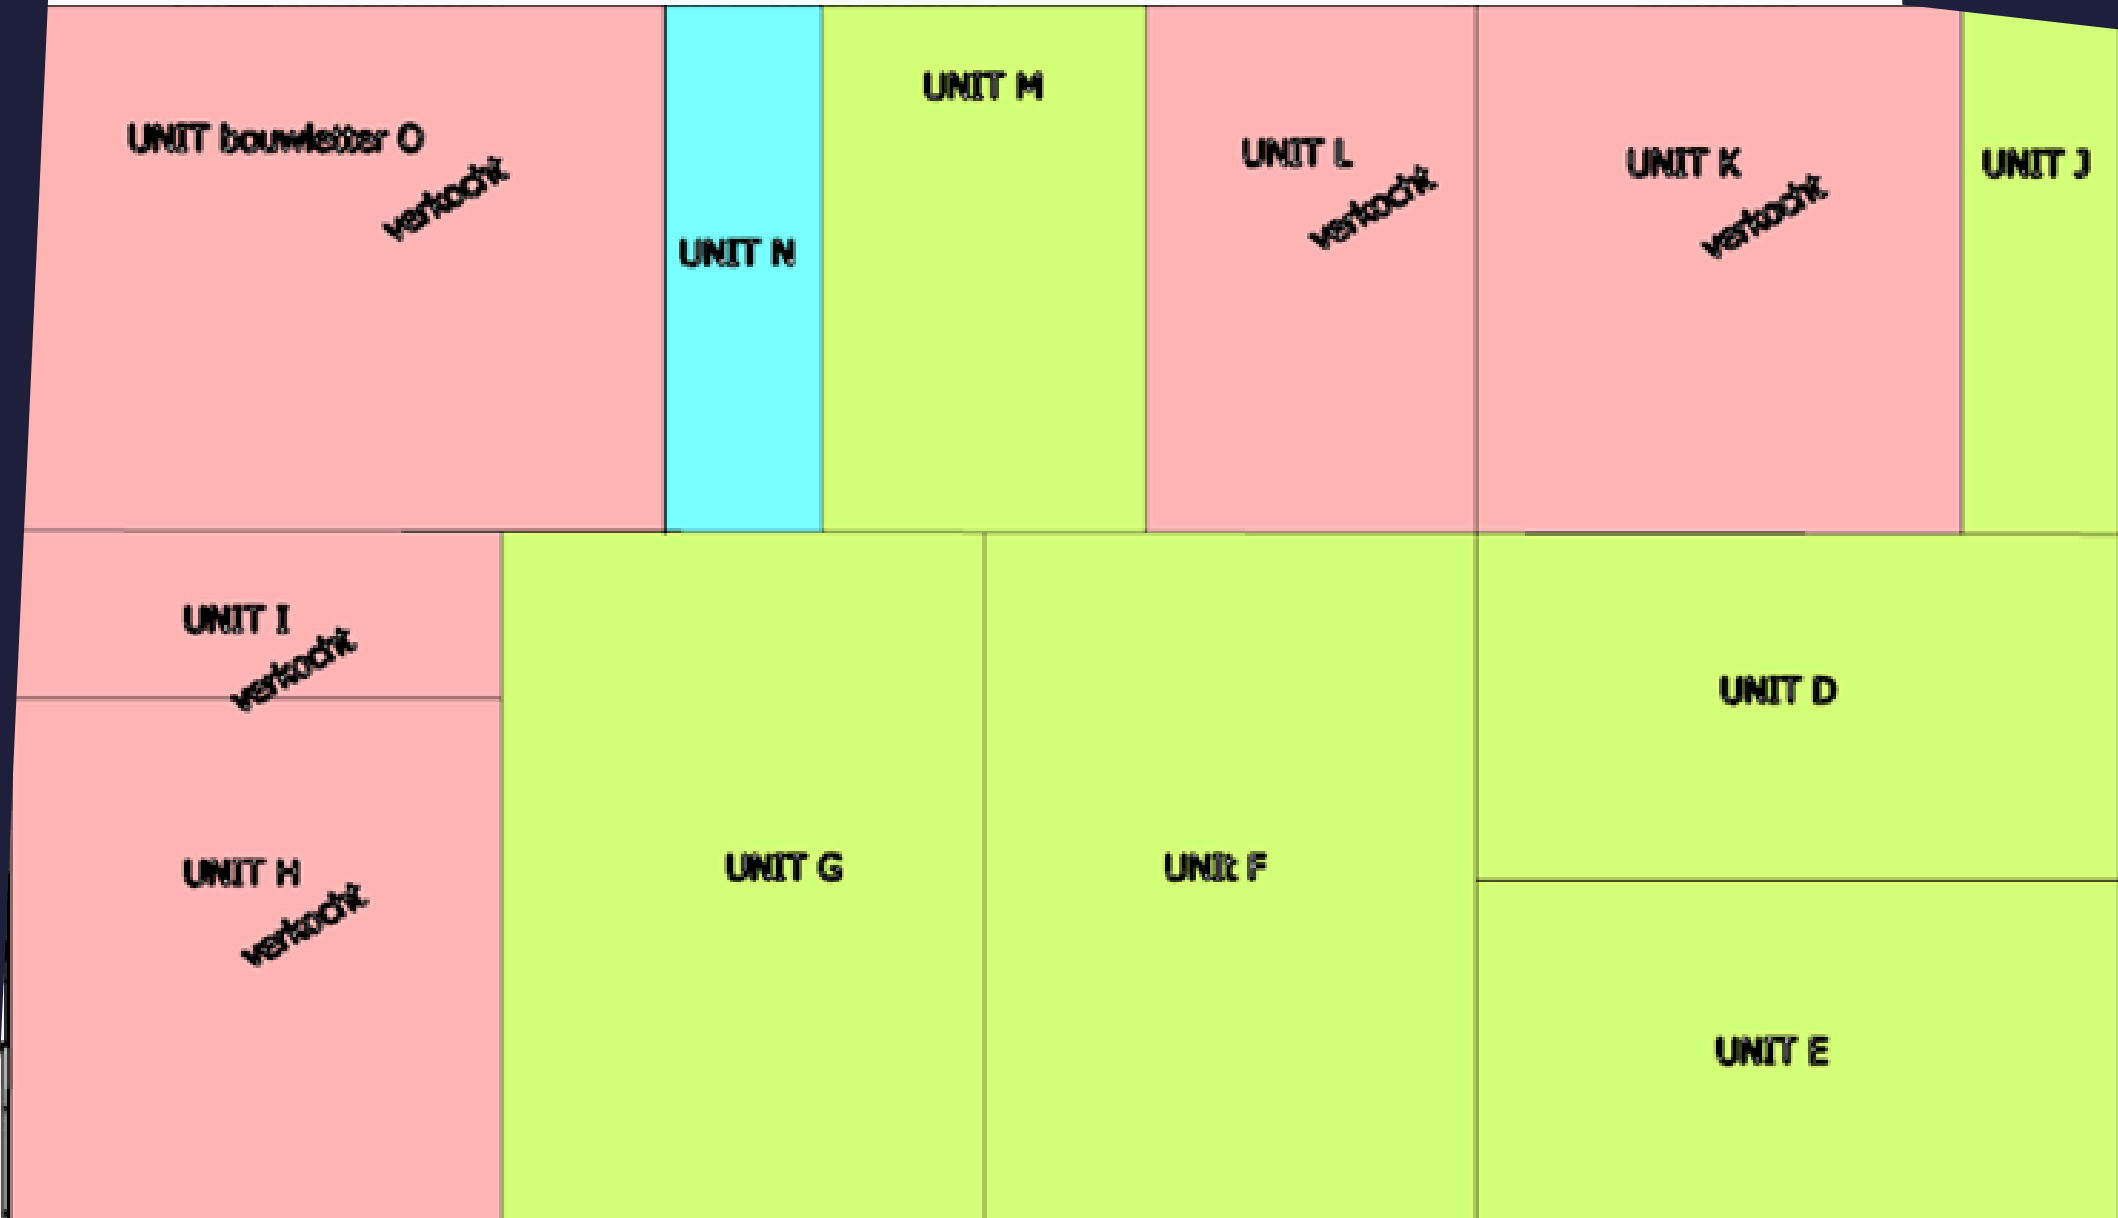 UNIT bouwletter O
verkocht
UNIT N
UNIT M
UNIT L
verkocht
UNIT K
verkocht
UNIT J
UNIT I
verkocht
UNIT H
verkocht
UNIT G
UNIt F
UNIT D
UNIT E